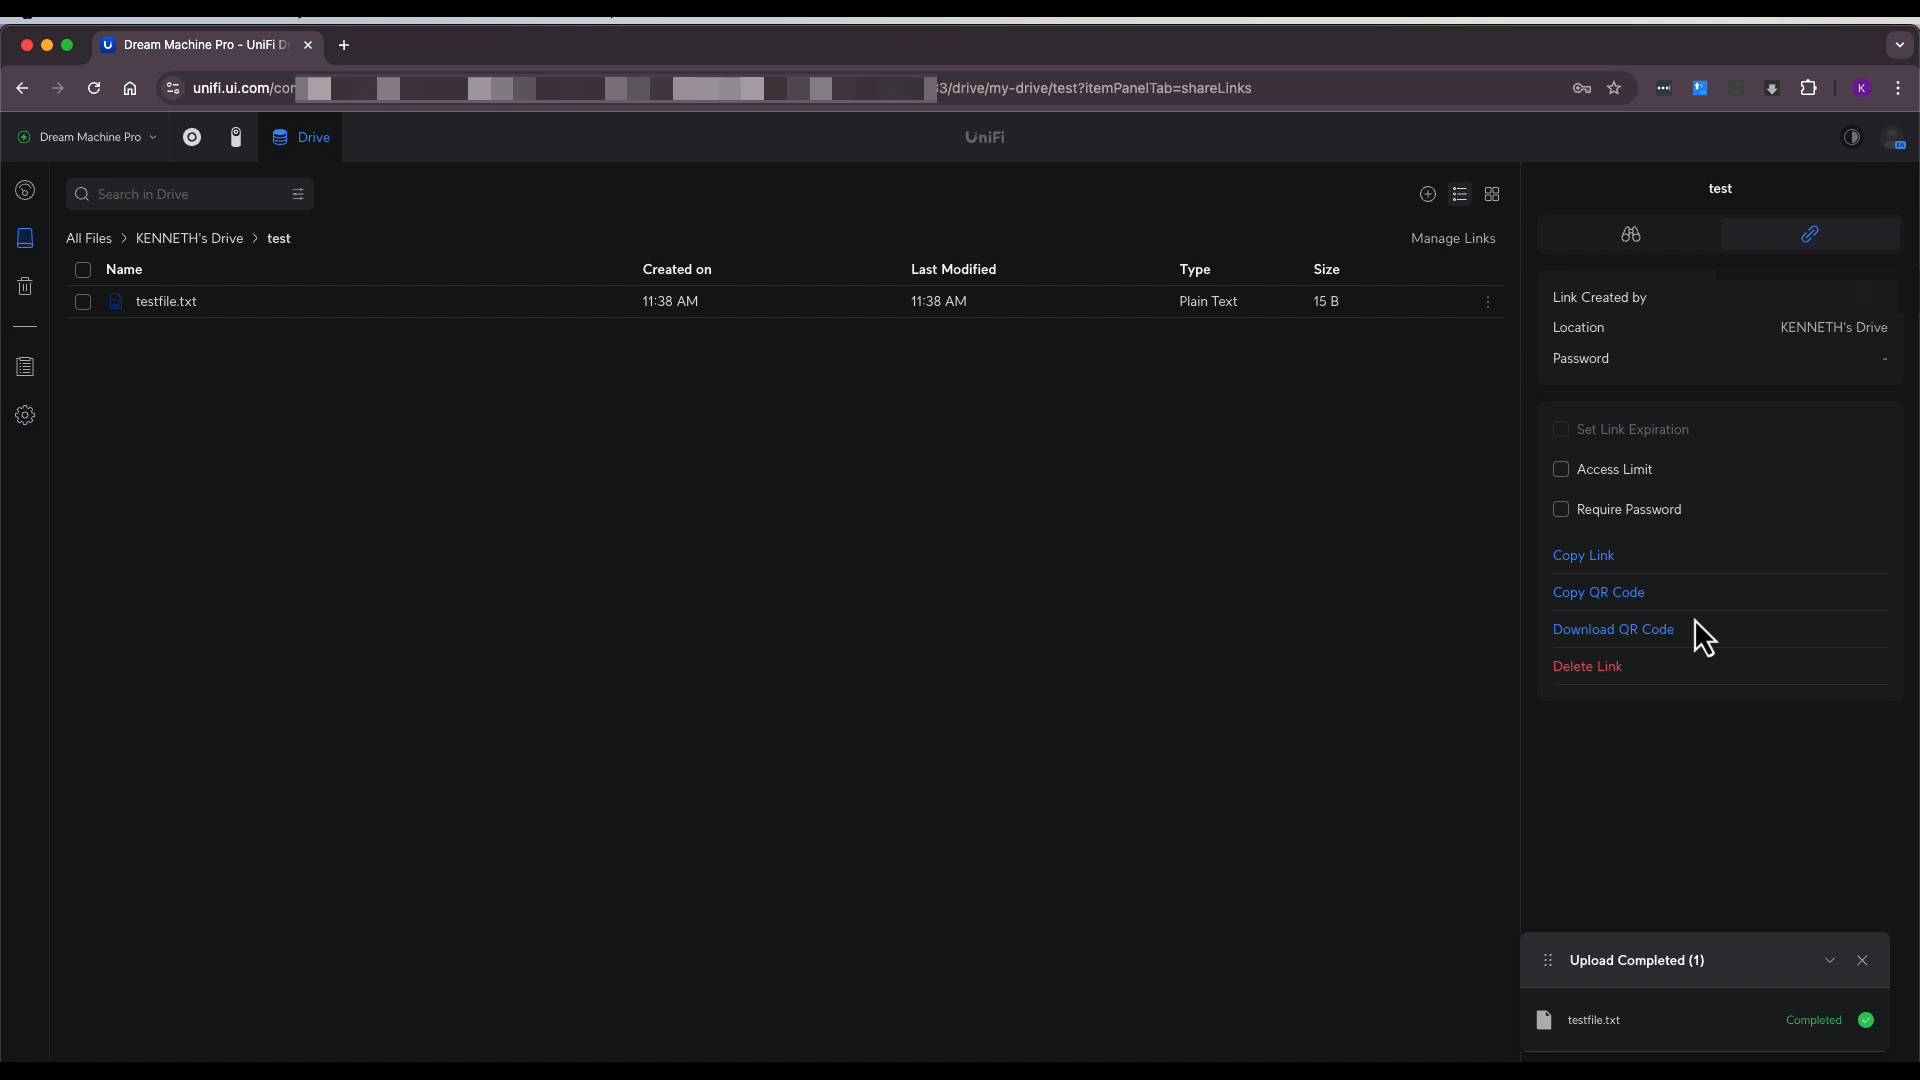 Dream Machine Pro - UniFi D
unifi.ui.com/cor
3/drive/my-drive/test?itemPanelTab=shareLinks
K
Dream Machine Pro
Drive
UniFi
EA
Search in Drive
All Files > KENNETH's Drive > test
Manage Links
Name Created on Last Modified Type Size
testfile.txt 11:38 AM 11:38 AM Plain Text 15 B
test
Link Created by
Location KENNETH's Drive
Password -
Set Link Expiration
Access Limit
Require Password
Copy Link
Copy QR Code
Download QR Code
Delete Link
Upload Completed (1)
testfile.txt Completed